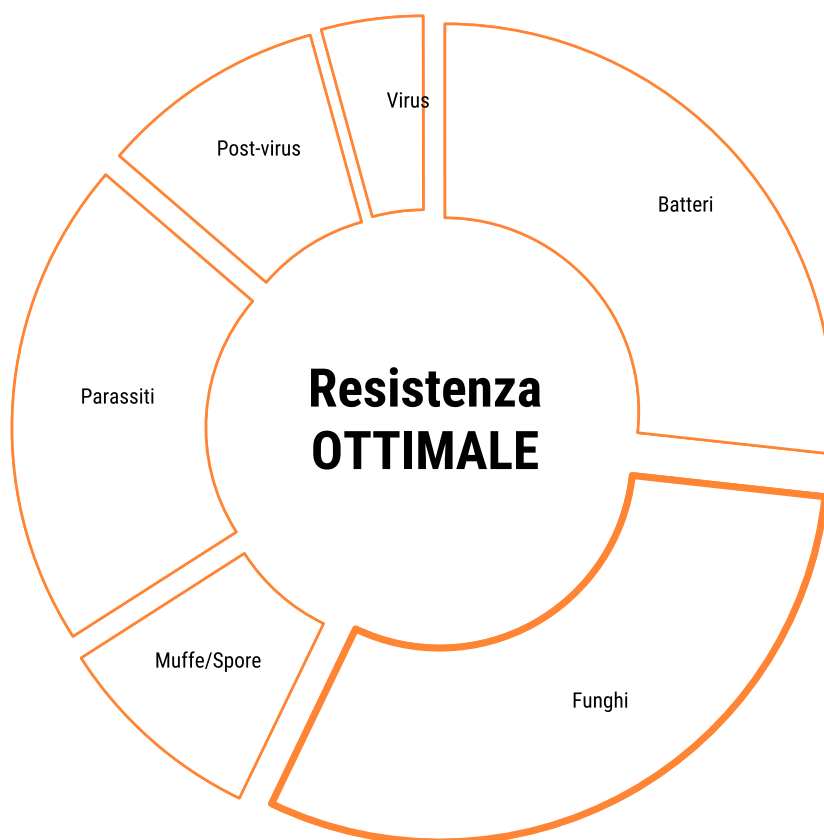 Virus
Post-virus
Batteri
Parassiti
Resistenza
OTTIMALE
Muffe/Spore
Funghi